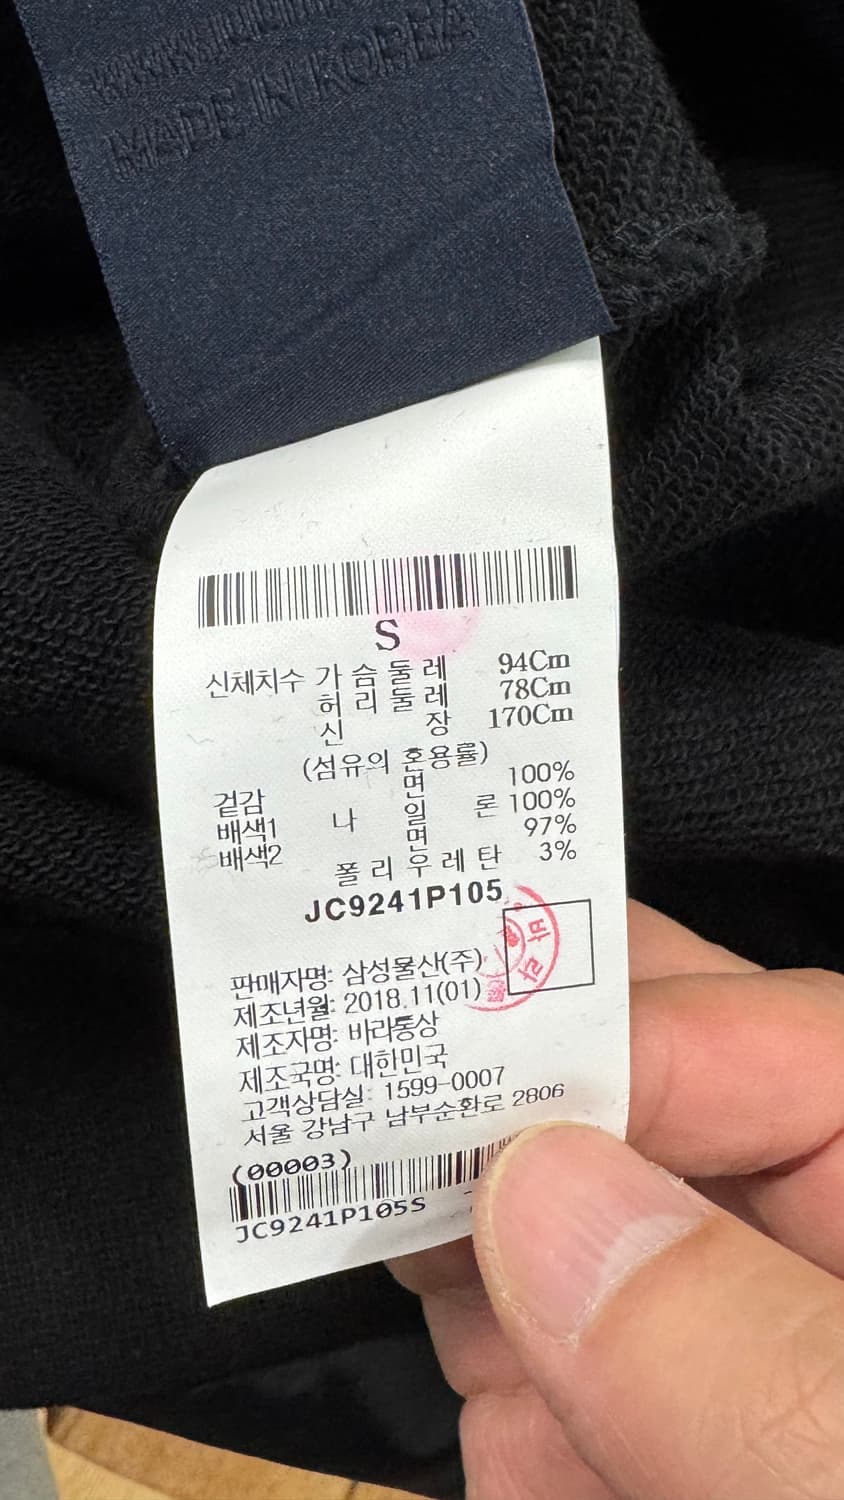 MADE IN KOREA
S
신체치수 가슴둘레 94Cm
허리둘레 78Cm
신장 170Cm
(섬유의 혼용률)
겉감 면 100%
배색1 나일론 100%
배색2 면 97%
폴리우레탄 3%
JC9241P105
바라
판매자명: 삼성물산(주)
제조년월: 2018.11(01)
제조자명: 바라통상
제조국명: 대한민국
고객상담실: 1599-0007
서울 강남구 남부순환로 2806
(00003)
JC9241P105S